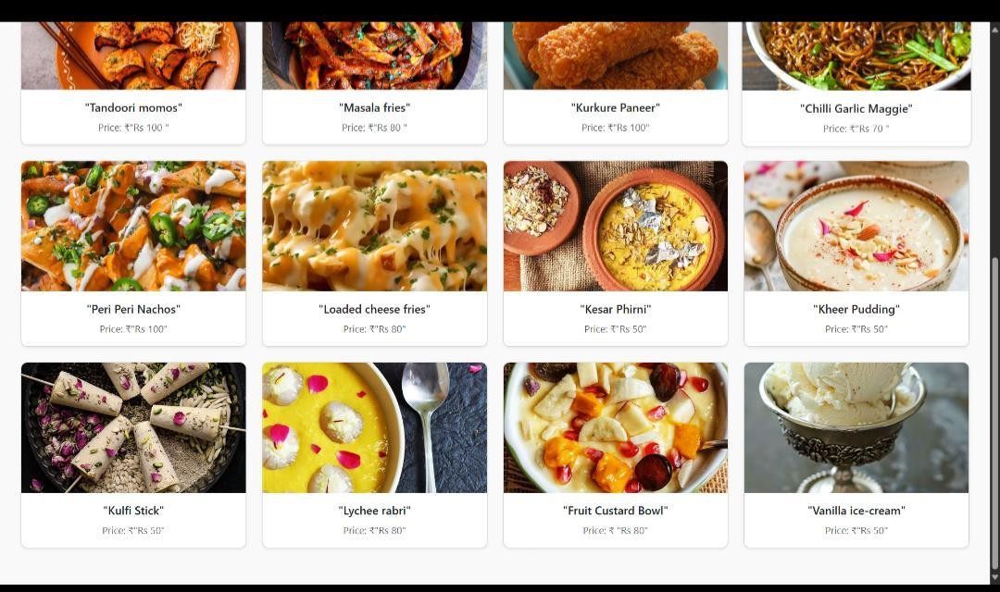 "Tandoori momos"
Price: ₹"Rs 100 "
"Masala fries"
Price: ₹"Rs 80 "
"Kurkure Paneer"
Price: ₹"Rs 100"
"Chilli Garlic Maggie"
Price: ₹"Rs 70 "
"Peri Peri Nachos"
Price: ₹"Rs 100"
"Loaded cheese fries"
Price: ₹"Rs 80"
"Kesar Phirni"
Price: ₹"Rs 50"
"Kheer Pudding"
Price: ₹"Rs 50"
"Kulfi Stick"
Price: ₹"Rs 50"
"Lychee rabri"
Price: ₹"Rs 80"
"Fruit Custard Bowl"
Price: ₹ "Rs 80"
"Vanilla ice-cream"
Price: ₹"Rs 50"